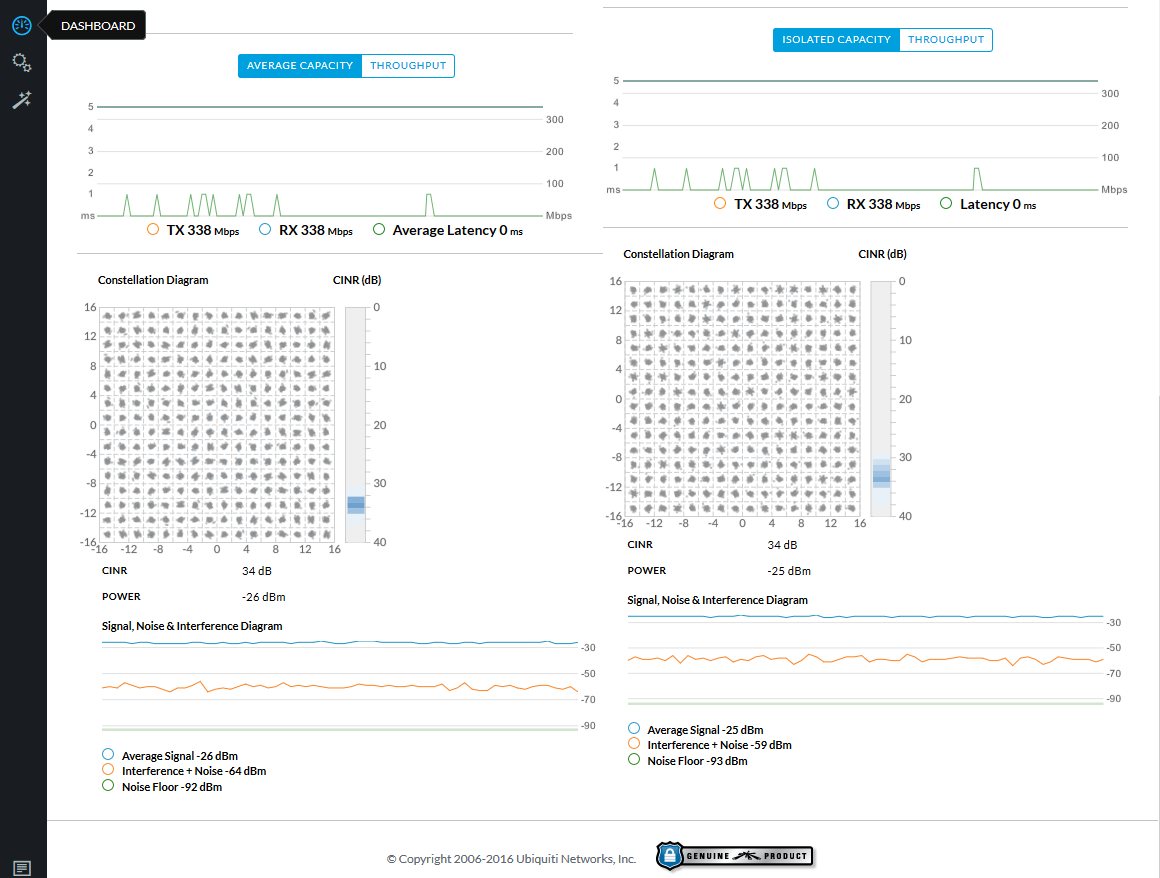 DASHBOARD
AVERAGE CAPACITY THROUGHPUT
5
4
3
2
1
ms
300
200
100
Mbps
TX 338 Mbps RX 338 Mbps Average Latency 0 ms
Constellation Diagram CINR (dB)
16
12
8
4
0
-4
-8
-12
-16
-16 -12 -8 -4 0 4 8 12 16
0
10
20
30
40
CINR 34 dB
POWER -26 dBm
Signal, Noise & Interference Diagram
-30
-50
-70
-90
Average Signal -26 dBm
Interference + Noise -64 dBm
Noise Floor -92 dBm
ISOLATED CAPACITY THROUGHPUT
5
4
3
2
1
ms
300
200
100
Mbps
TX 338 Mbps RX 338 Mbps Latency 0 ms
Constellation Diagram CINR (dB)
16
12
8
4
0
-4
-8
-12
-16
-16 -12 -8 -4 0 4 8 12 16
0
10
20
30
40
CINR 34 dB
POWER -25 dBm
Signal, Noise & Interference Diagram
-30
-50
-70
-90
Average Signal -25 dBm
Interference + Noise -59 dBm
Noise Floor -93 dBm
© Copyright 2006-2016 Ubiquiti Networks, Inc.
GENUINE PRODUCT